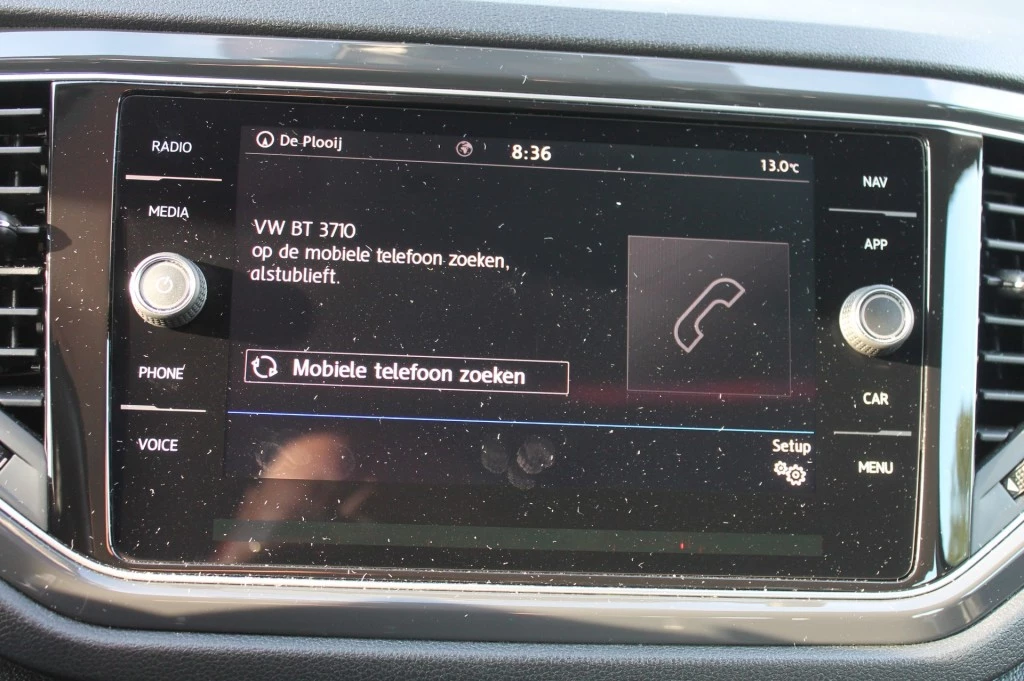 RADIO
MEDIA
PHONE
VOICE
De Plooij
8:36
13.0°C
VW BT 3710
op de mobiele telefoon zoeken,
alstublieft.
Mobiele telefoon zoeken
Setup
NAV
APP
CAR
MENU